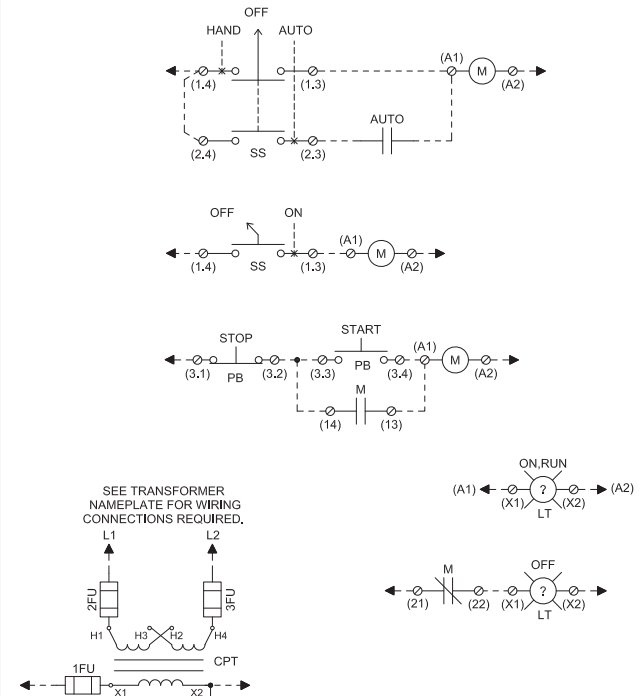 OFF
HAND AUTO
(1.4) (1.3) (A1) M (A2)
AUTO
(2.4) SS (2.3)
OFF ON
(1.4) SS (1.3) (A1) M (A2)
STOP START
(3.1) PB (3.2) (3.3) PB (3.4) (A1) M (A2)
M
(14) (13)
ON,RUN
(A1) (X1) ? (X2) (A2)
LT
SEE TRANSFORMER
NAMEPLATE FOR WIRING
CONNECTIONS REQUIRED.
L1 L2
M OFF
(21) (22) (X1) ? (X2)
LT
2FU 3FU
H1 H3 H2 H4
CPT
1FU
X1 X2